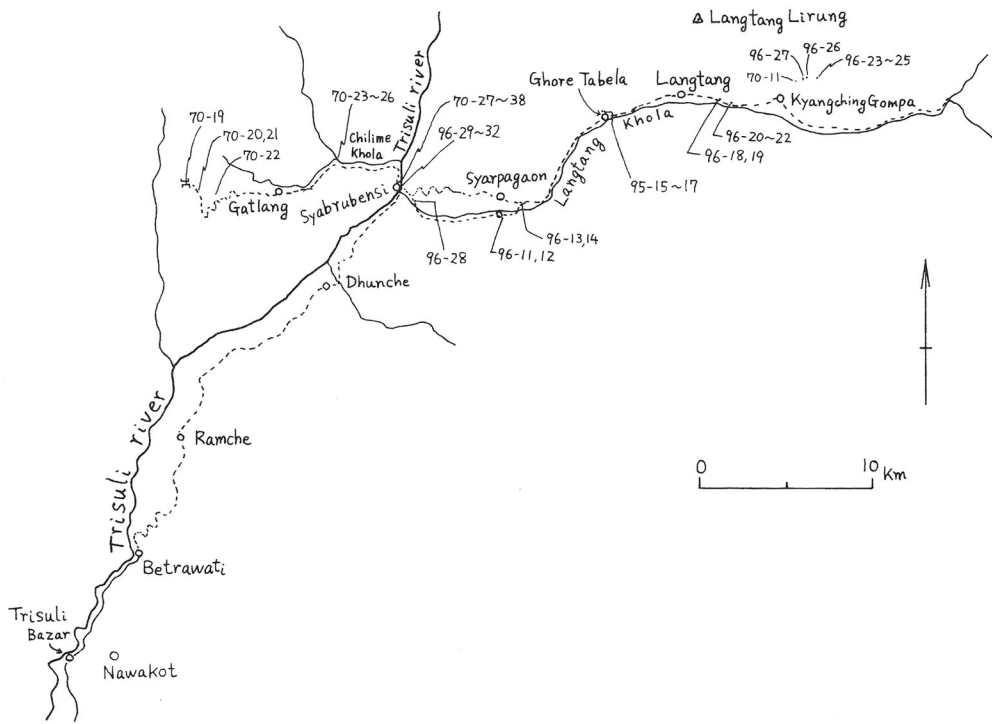 Langtang Lirung
96-26
96-27
96-23~25
70-11
Ghore Tabela
Langtang
Kyangching Gompa
Trisuli river
70-23~26
70-27~38
70-19
70-20,21
Chilime
Khola
96-29~32
Khola
96-20~22
70-22
96-18,19
Langtang
Syarpagaon
95-15~17
Gatlang
Syabrubensi
96-13,14
96-28
96-11,12
Dhunche
Trisuli river
Ramche
0
10 Km
Betrawati
Trisuli
Bazar
Nawakot